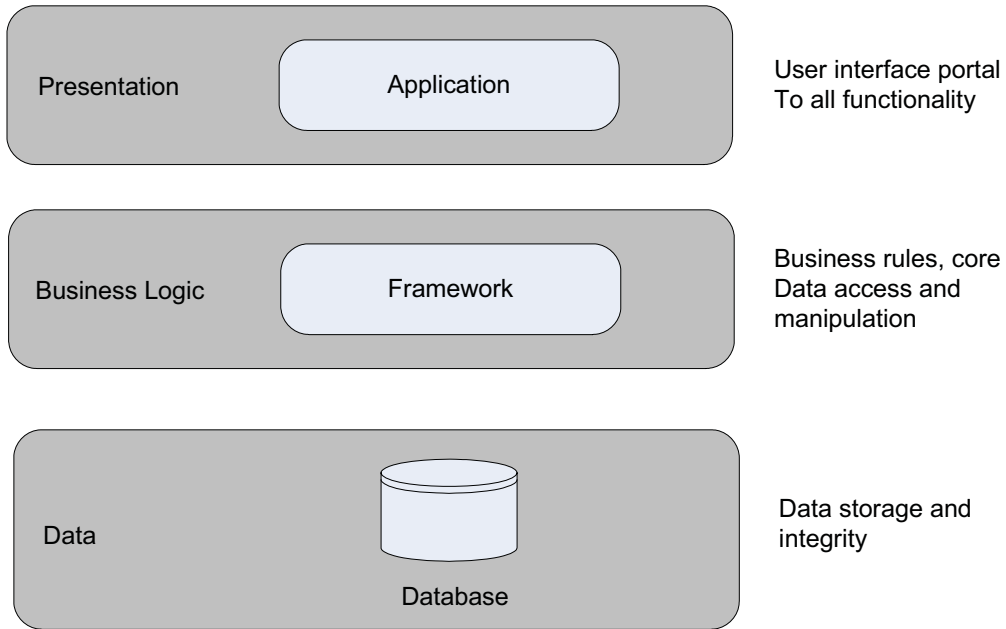 Presentation
Application
User interface portal
To all functionality
Business Logic
Framework
Business rules, core
Data access and
manipulation
Data
Database
Data storage and
integrity